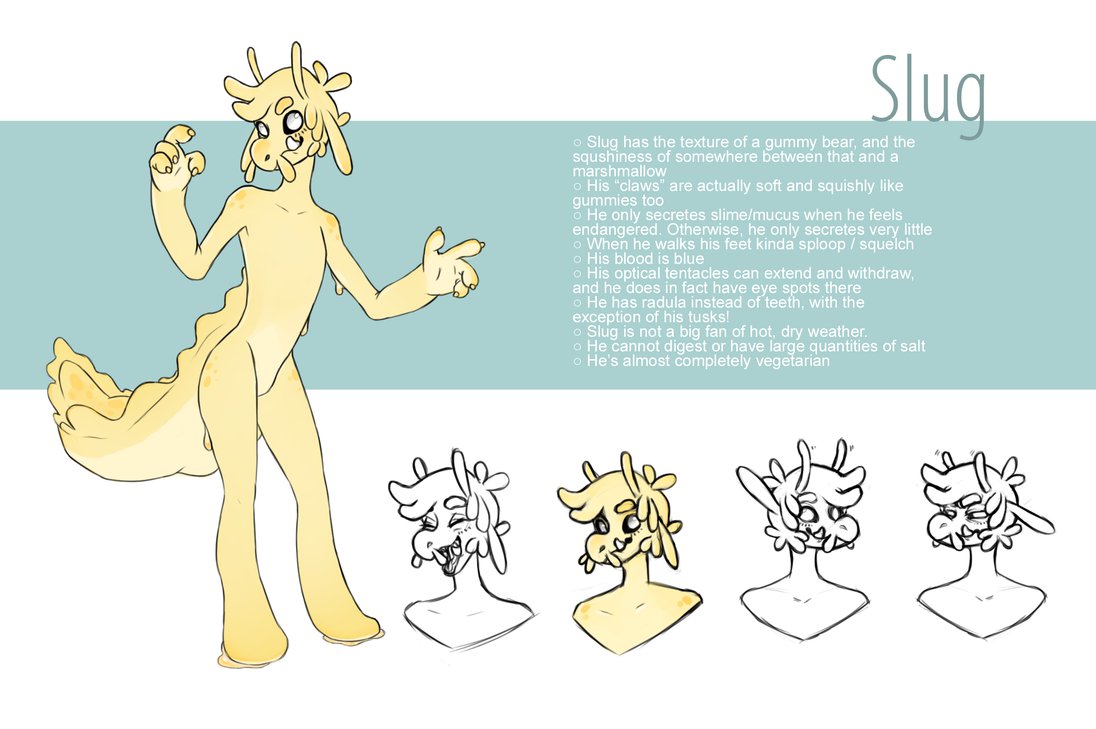 Slug
○ Slug has the texture of a gummy bear, and the
squshiness of somewhere between that and a
marshmallow
○ His “claws” are actually soft and squishly like
gummies too
○ He only secretes slime/mucus when he feels
endangered. Otherwise, he only secretes very little
○ When he walks his feet kinda sploop / squelch
○ His blood is blue
○ His optical tentacles can extend and withdraw,
and he does in fact have eye spots there
○ He has radula instead of teeth, with the
exception of his tusks!
○ Slug is not a big fan of hot, dry weather.
○ He cannot digest or have large quantities of salt
○ He's almost completely vegetarian